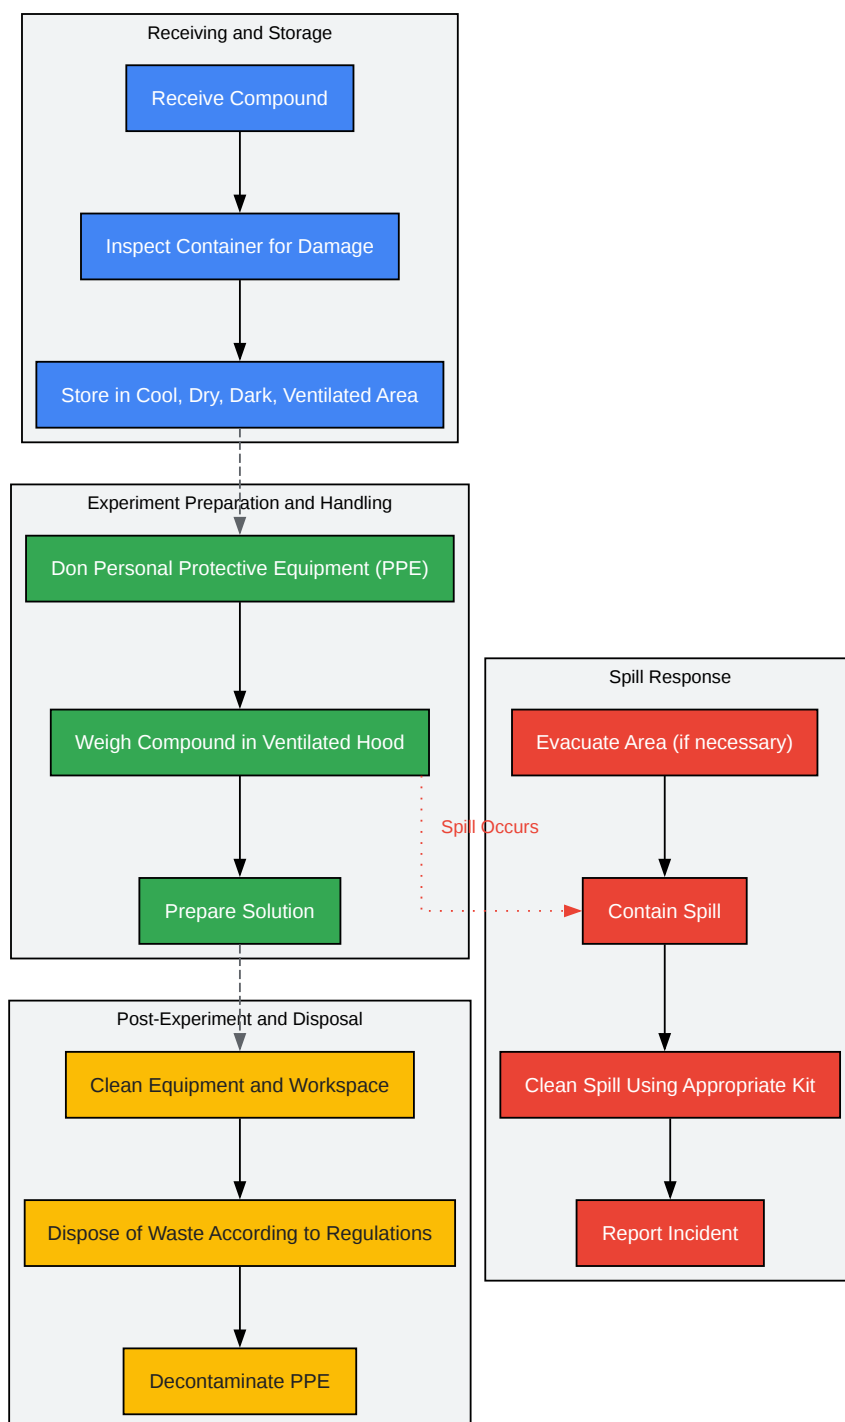 Receiving and Storage
Receive Compound
Inspect Container for Damage
Store in Cool, Dry, Dark, Ventilated Area
Experiment Preparation and Handling
Don Personal Protective Equipment (PPE)
Weigh Compound in Ventilated Hood
Spill Occurs
Prepare Solution
Spill Response
Evacuate Area (if necessary)
Contain Spill
Clean Spill Using Appropriate Kit
Report Incident
Post-Experiment and Disposal
Clean Equipment and Workspace
Dispose of Waste According to Regulations
Decontaminate PPE